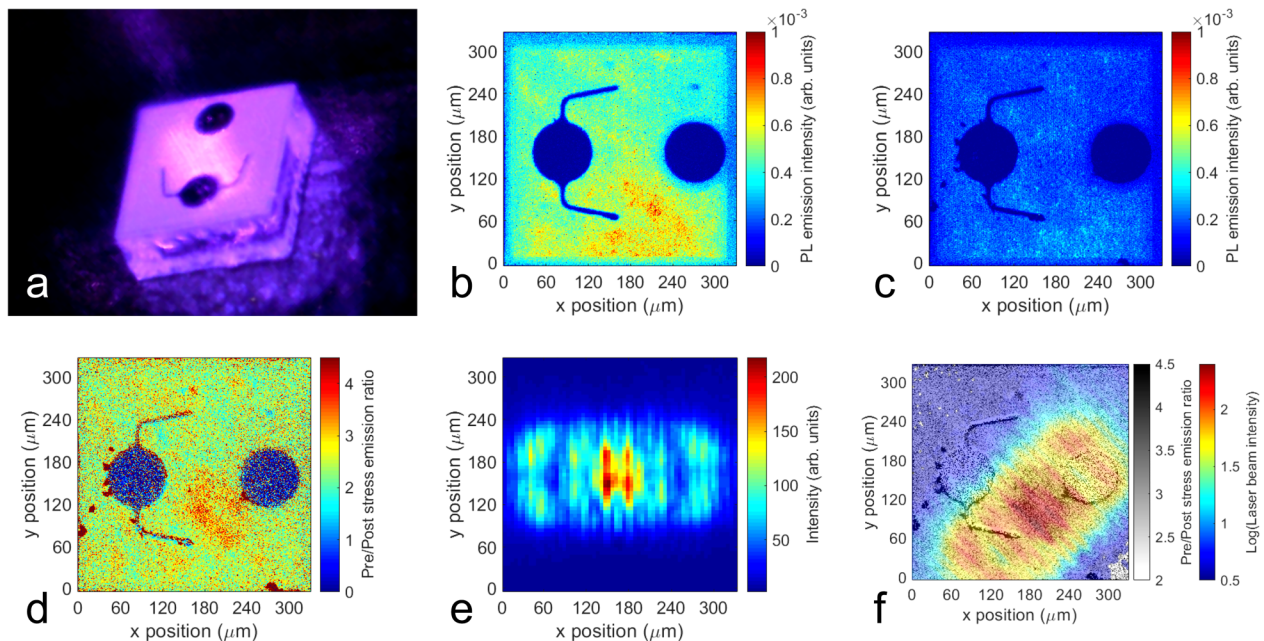 a
×10⁻³
330
300
240
180
120
60
0
y position (μm)
0 60 120 180 240 300
x position (μm)
1
0.8
0.6
0.4
0.2
0
PL emission intensity (arb. units)
b
×10⁻³
300
240
180
120
60
0
y position (μm)
0 60 120 180 240 300
x position (μm)
1
0.8
0.6
0.4
0.2
0
PL emission intensity (arb. units)
c
300
240
180
120
60
0
y position (μm)
0 60 120 180 240 300
x position (μm)
4
3
2
1
0
Pre/Post stress emission ratio
d
300
240
180
120
60
0
y position (μm)
0 60 120 180 240 300
x position (μm)
200
150
100
50
Intensity (arb. units)
e
300
240
180
120
60
0
y position (μm)
0 60 120 180 240 300
x position (μm)
4.5
4
3.5
3
2.5
2
Pre/Post stress emission ratio
2
1.5
1
0.5
Log(Laser beam intensity)
f